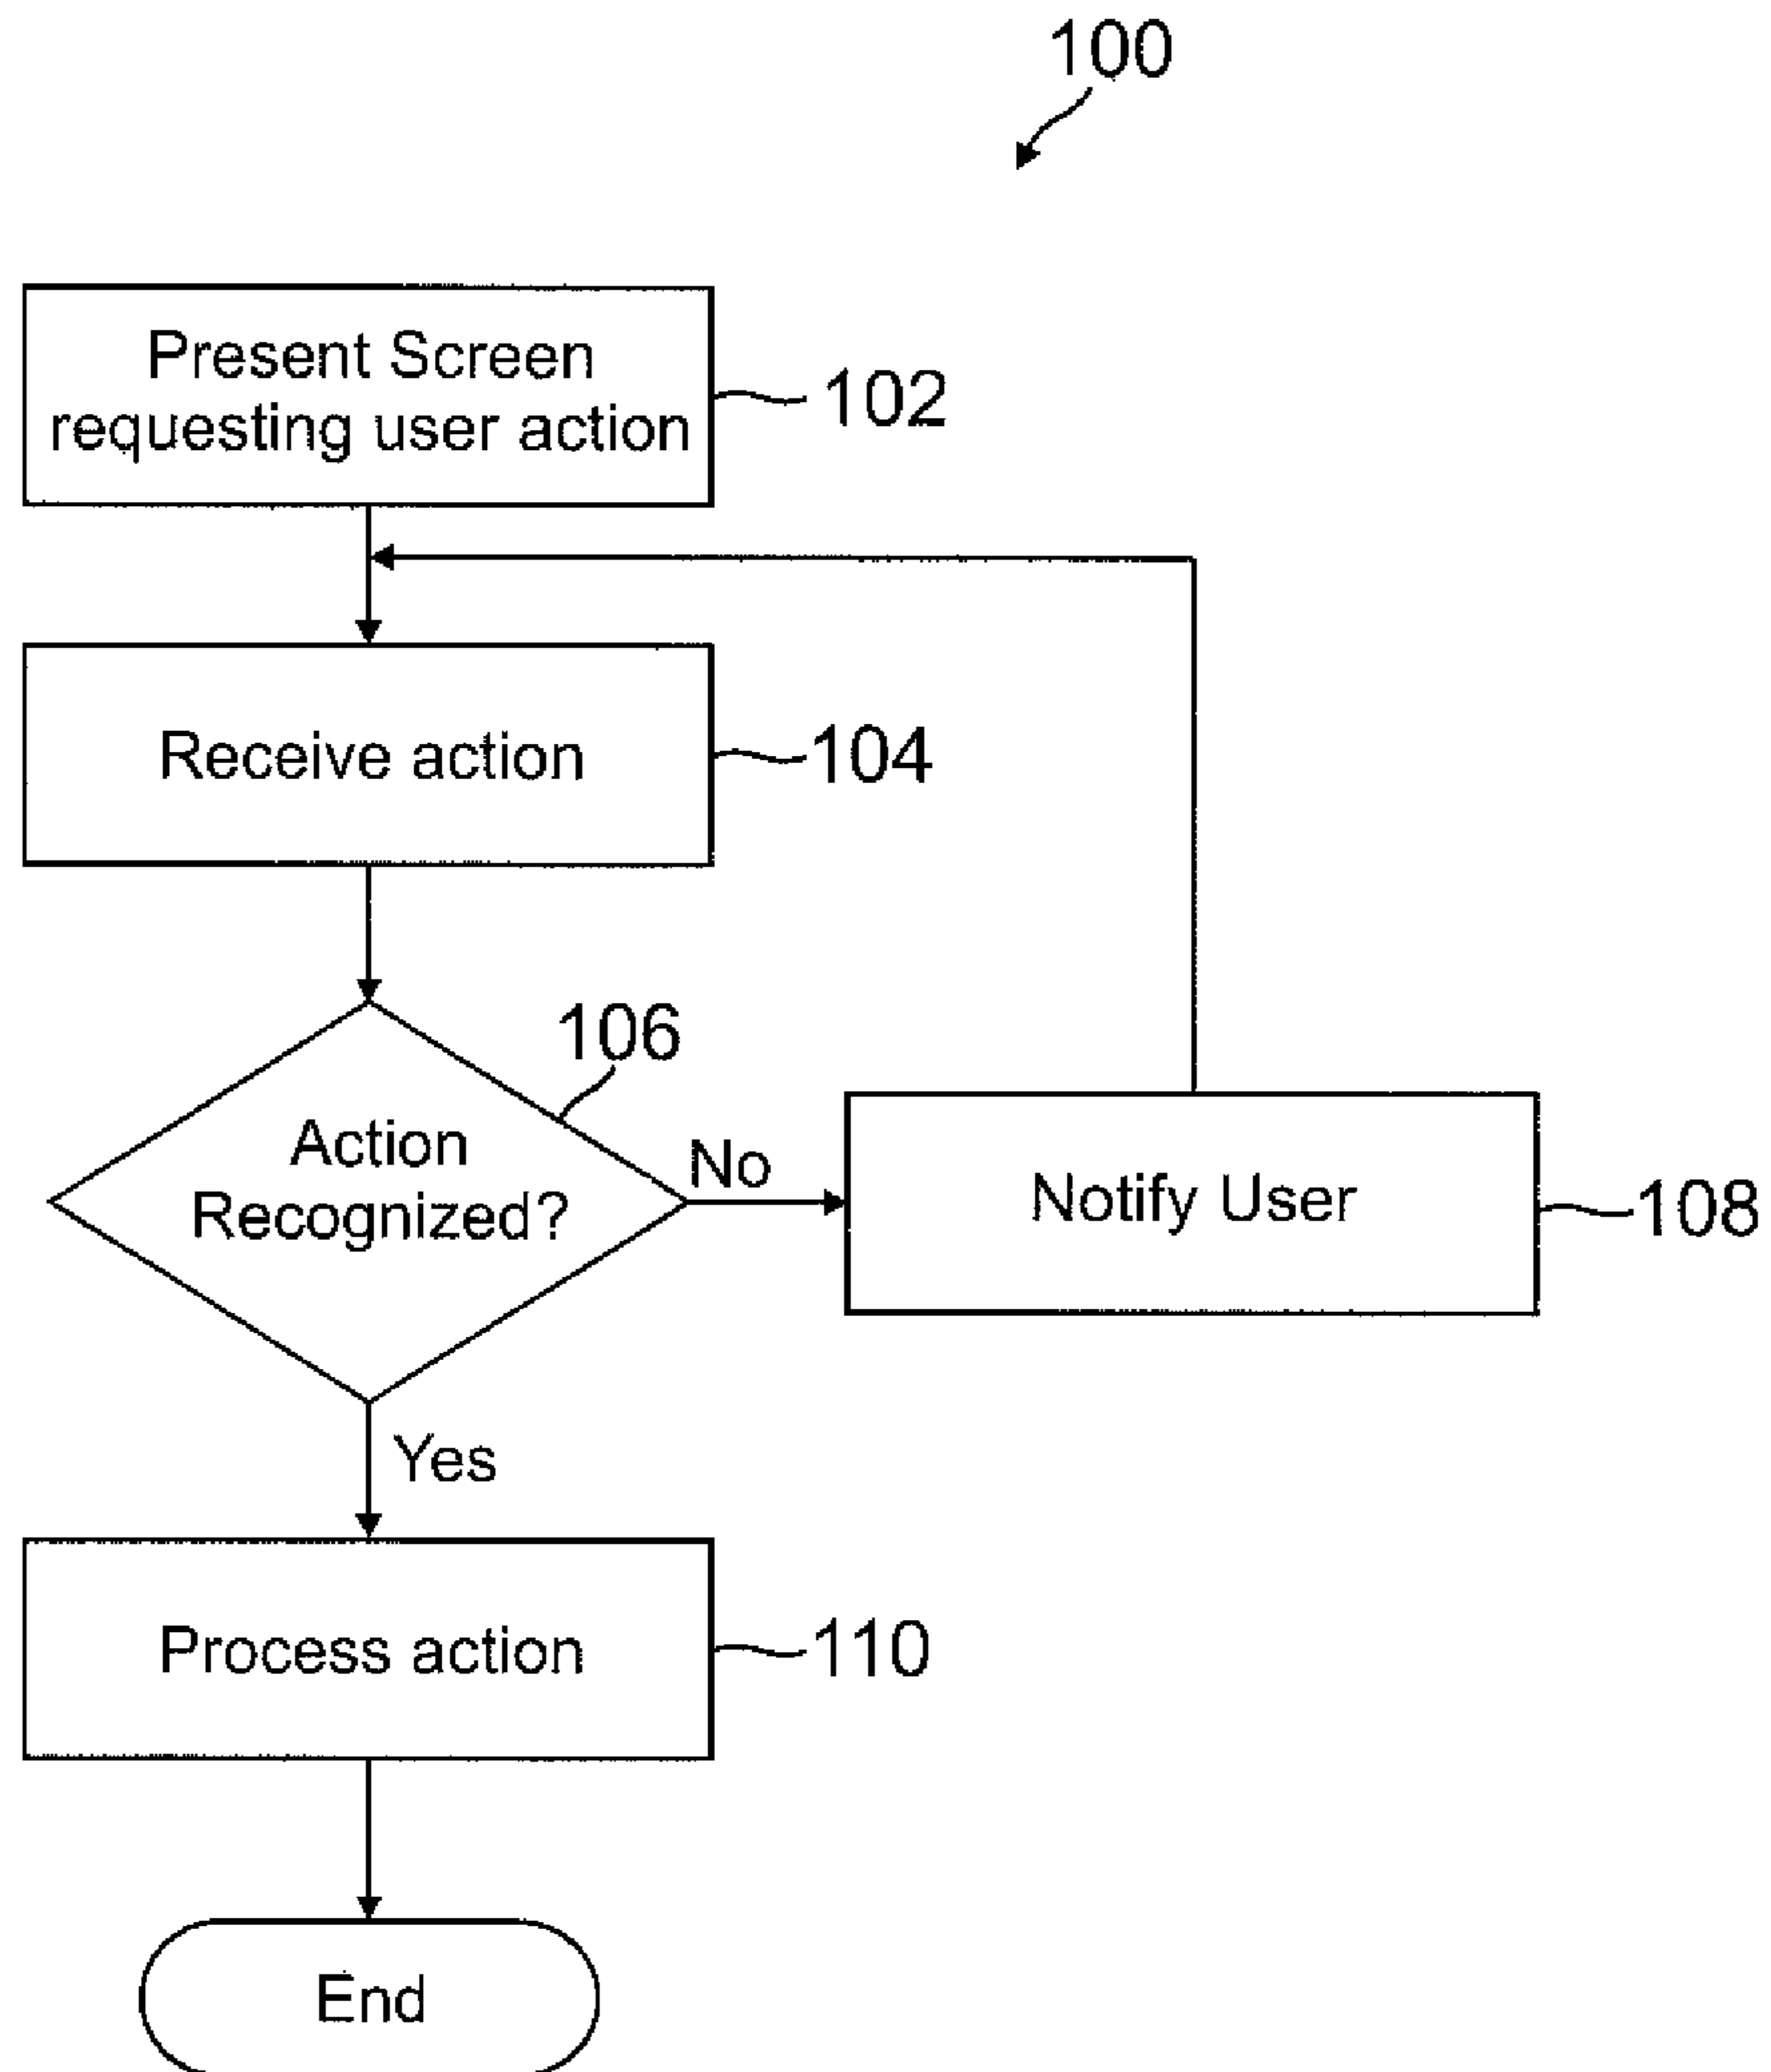 100
Present Screen
requesting user action
102
Receive action
104
106
Action
Recognized?
No
Notify User
108
Yes
Process action
110
End